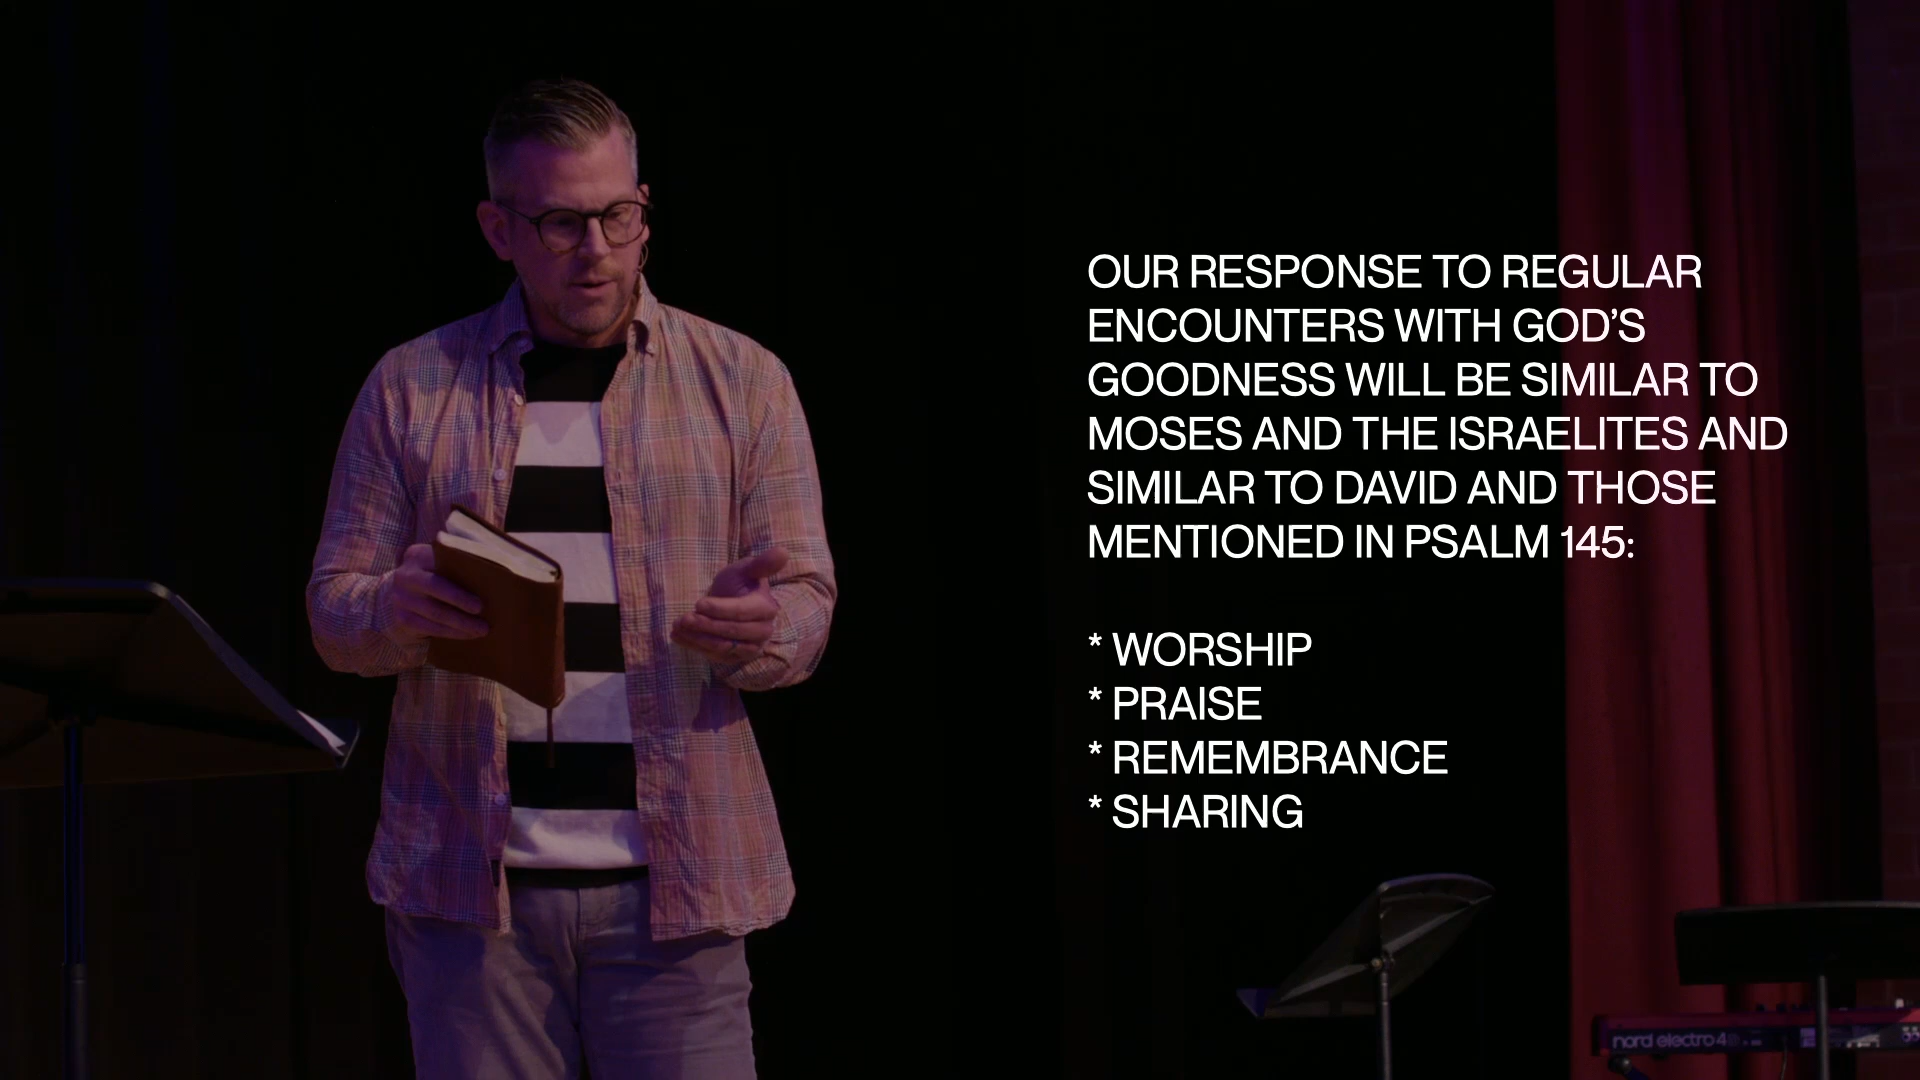 OUR RESPONSE TO REGULAR
ENCOUNTERS WITH GOD’S
GOODNESS WILL BE SIMILAR TO
MOSES AND THE ISRAELITES AND
SIMILAR TO DAVID AND THOSE
MENTIONED IN PSALM 145:
* WORSHIP
* PRAISE
* REMEMBRANCE
* SHARING
nord electro 4